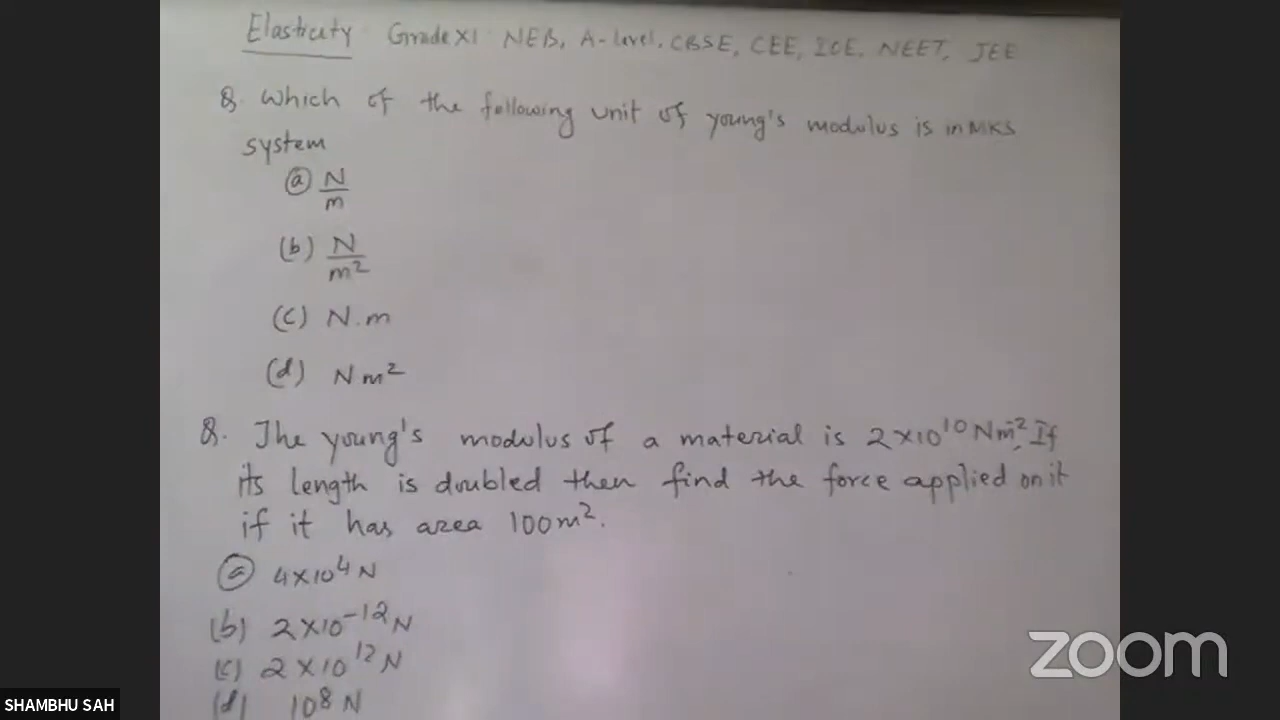 Elasticity Grade XI NEB, A-level, CBSE, CEE, IOE, NEET, JEE
Q. Which of the following unit of young's modulus is in MKS
system
(a) N/m
(b) N/m²
(c) N.m
(d) Nm²
Q. The young's modulus of a material is 2×10¹⁰ Nm⁻². If
its length is doubled then find the force applied on it
if it has area 100m².
(a) 4×10⁴ N
(b) 2×10⁻¹² N
(c) 2×10¹² N
(d) 10⁸ N
zoom
SHAMBHU SAH